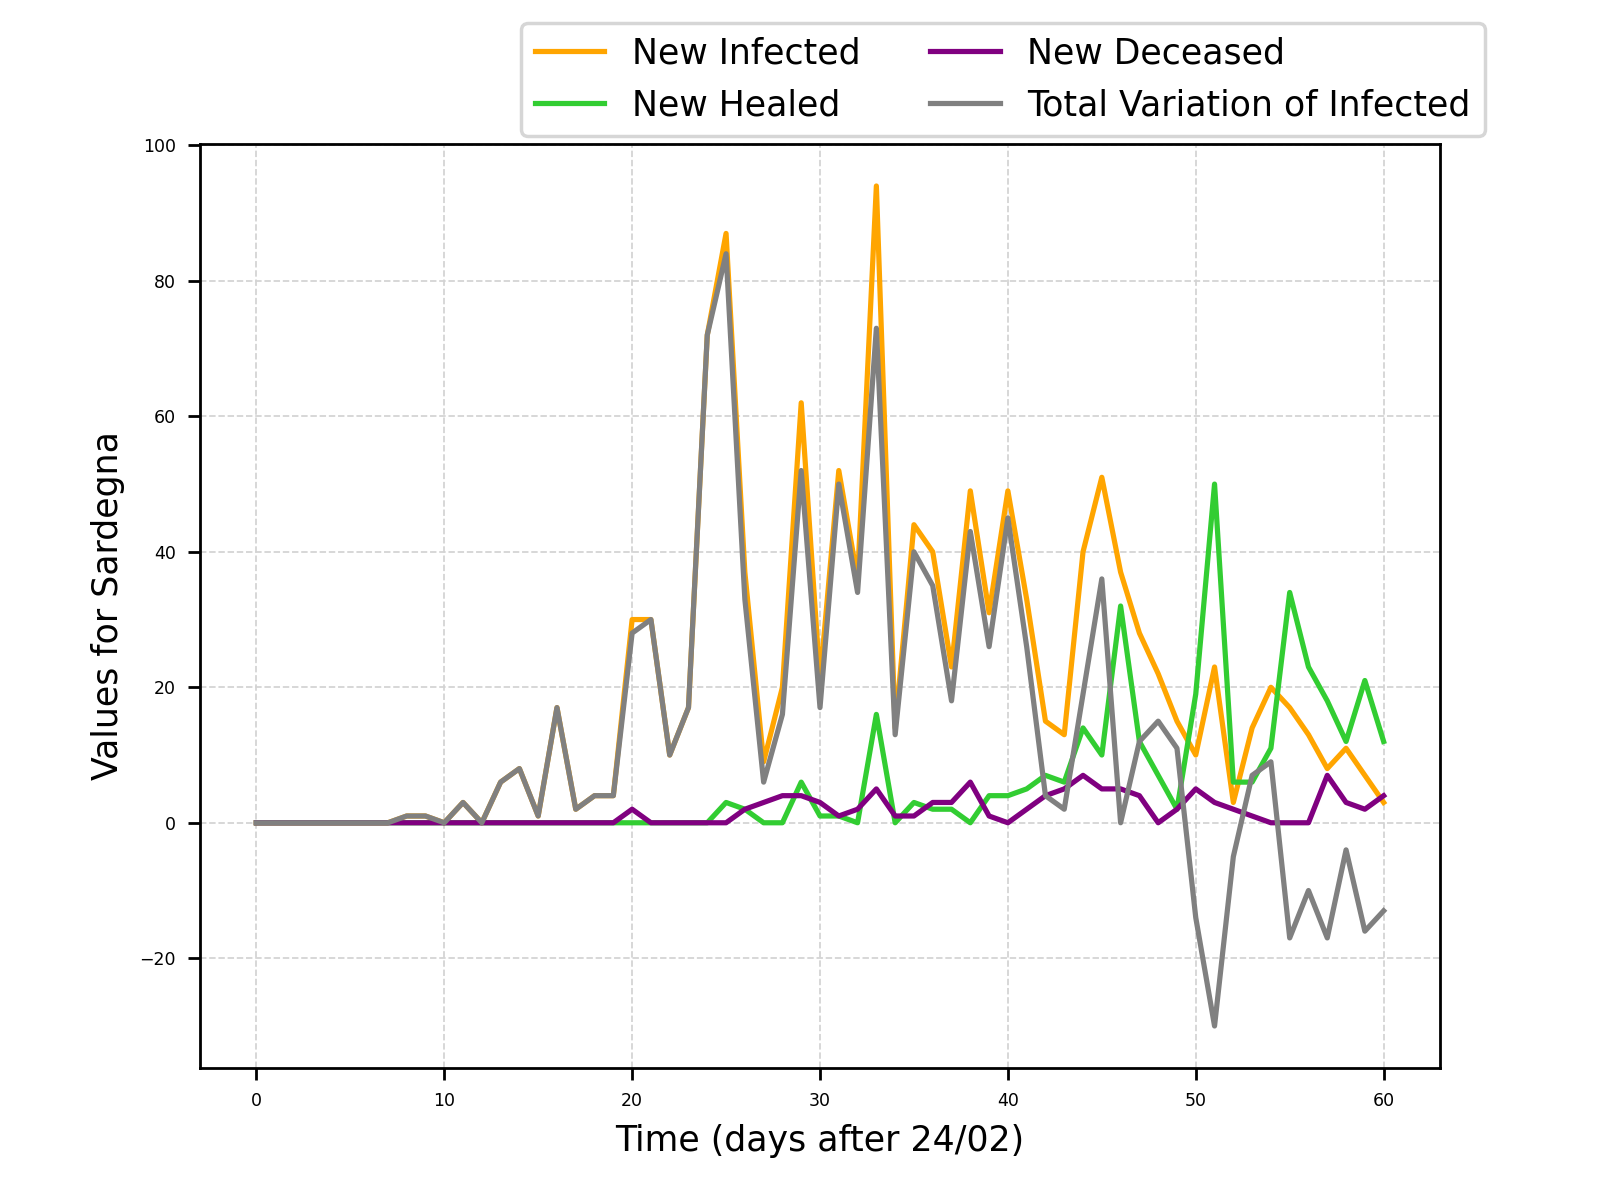 New Infected
New Healed
New Deceased
Total Variation of Infected
100
80
60
40
20
0
−20
Values for Sardegna
0 10 20 30 40 50 60
Time (days after 24/02)